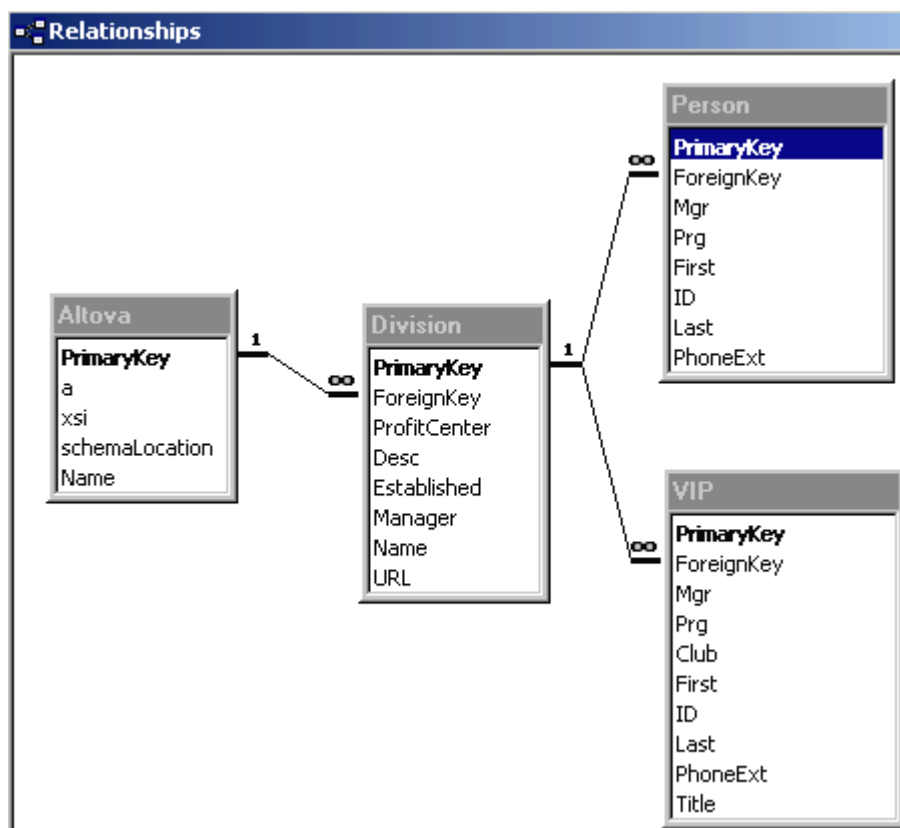 Relationships
Altova
PrimaryKey
a
xsi
schemaLocation
Name
1
∞
Division
PrimaryKey
ForeignKey
ProfitCenter
Desc
Established
Manager
Name
URL
1
∞
Person
PrimaryKey
ForeignKey
Mgr
Prg
First
ID
Last
PhoneExt
∞
VIP
PrimaryKey
ForeignKey
Mgr
Prg
Club
First
ID
Last
PhoneExt
Title